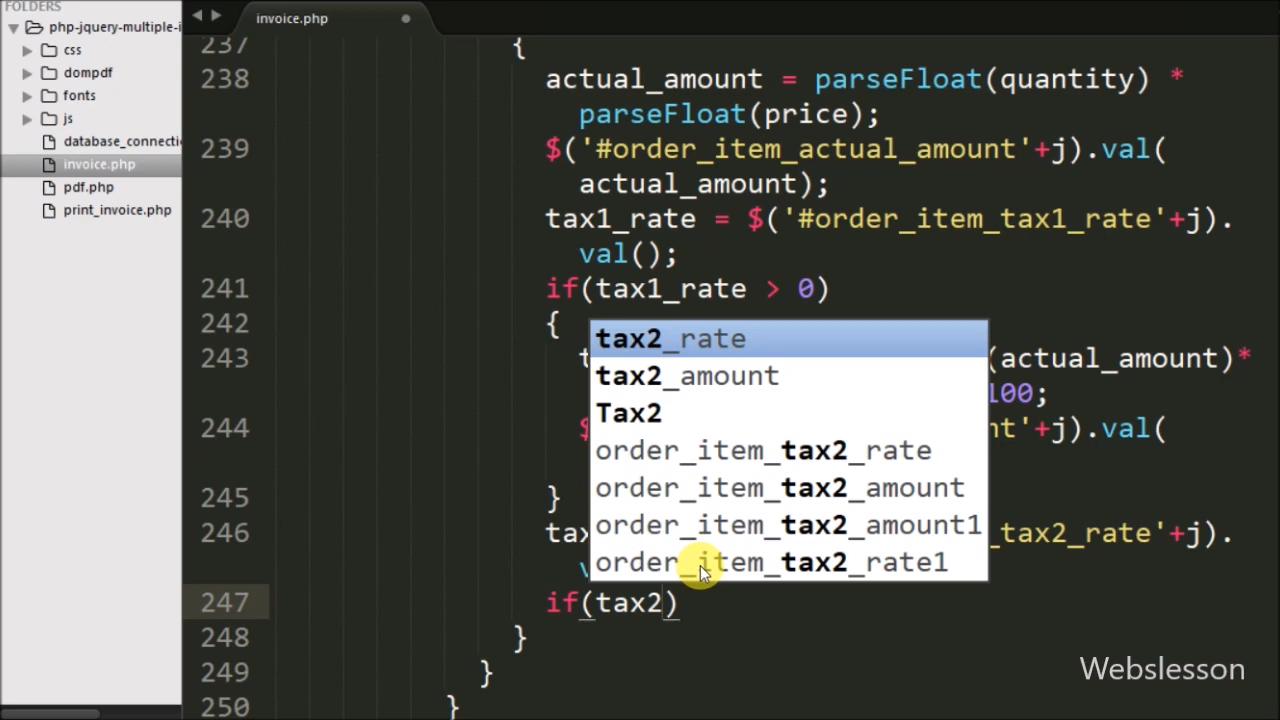 FOLDERS
php-jquery-multiple-i
css
dompdf
fonts
js
database_connecti
invoice.php
pdf.php
print_invoice.php
invoice.php
237 {
238 actual_amount = parseFloat(quantity) *
parseFloat(price);
239 $('#order_item_actual_amount'+j).val(
actual_amount);
240 tax1_rate = $('#order_item_tax1_rate'+j).
val();
241 if(tax1_rate > 0)
242 {
243 (actual_amount)*
100;
244 $ nt'+j).val(
245 }
246 tax _tax2_rate'+j).
247 if(tax2)
248 }
249 }
250 }
tax2_rate
tax2_amount
Tax2
order_item_tax2_rate
order_item_tax2_amount
order_item_tax2_amount1
order_item_tax2_rate1
Webslesson